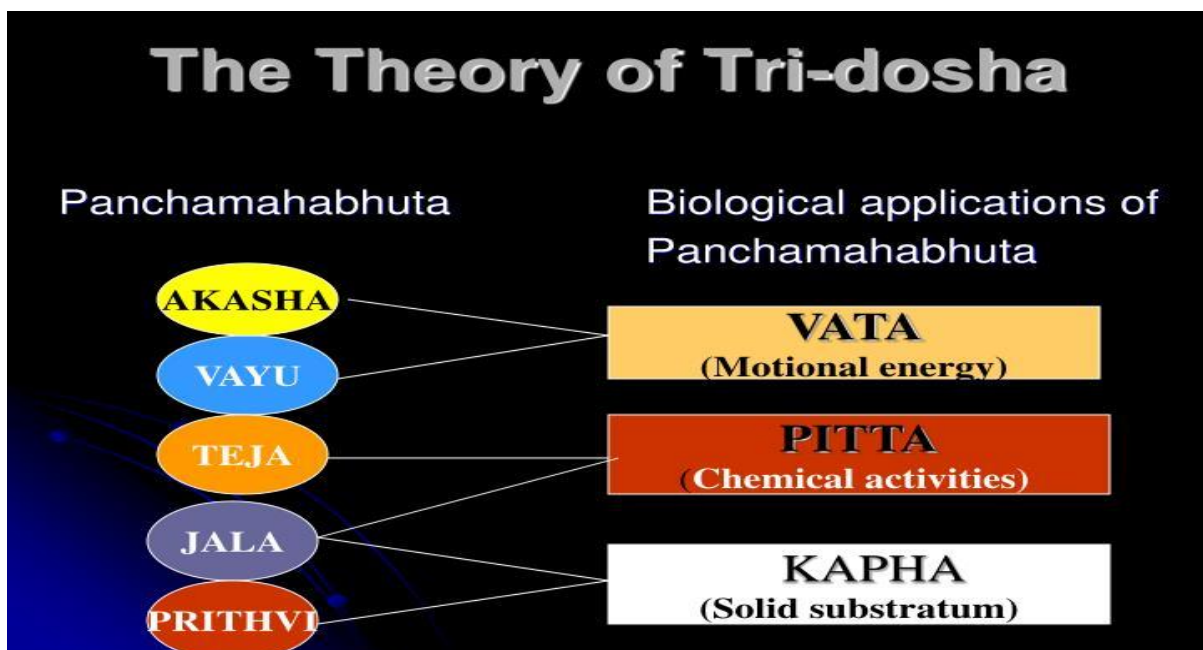 The Theory of Tri-dosha
Panchamahabhuta
Biological applications of
Panchamahabhuta
AKASHA
VAYU
TEJA
JALA
PRITHVI
VATA
(Motional energy)
PITTA
(Chemical activities)
KAPHA
(Solid substratum)